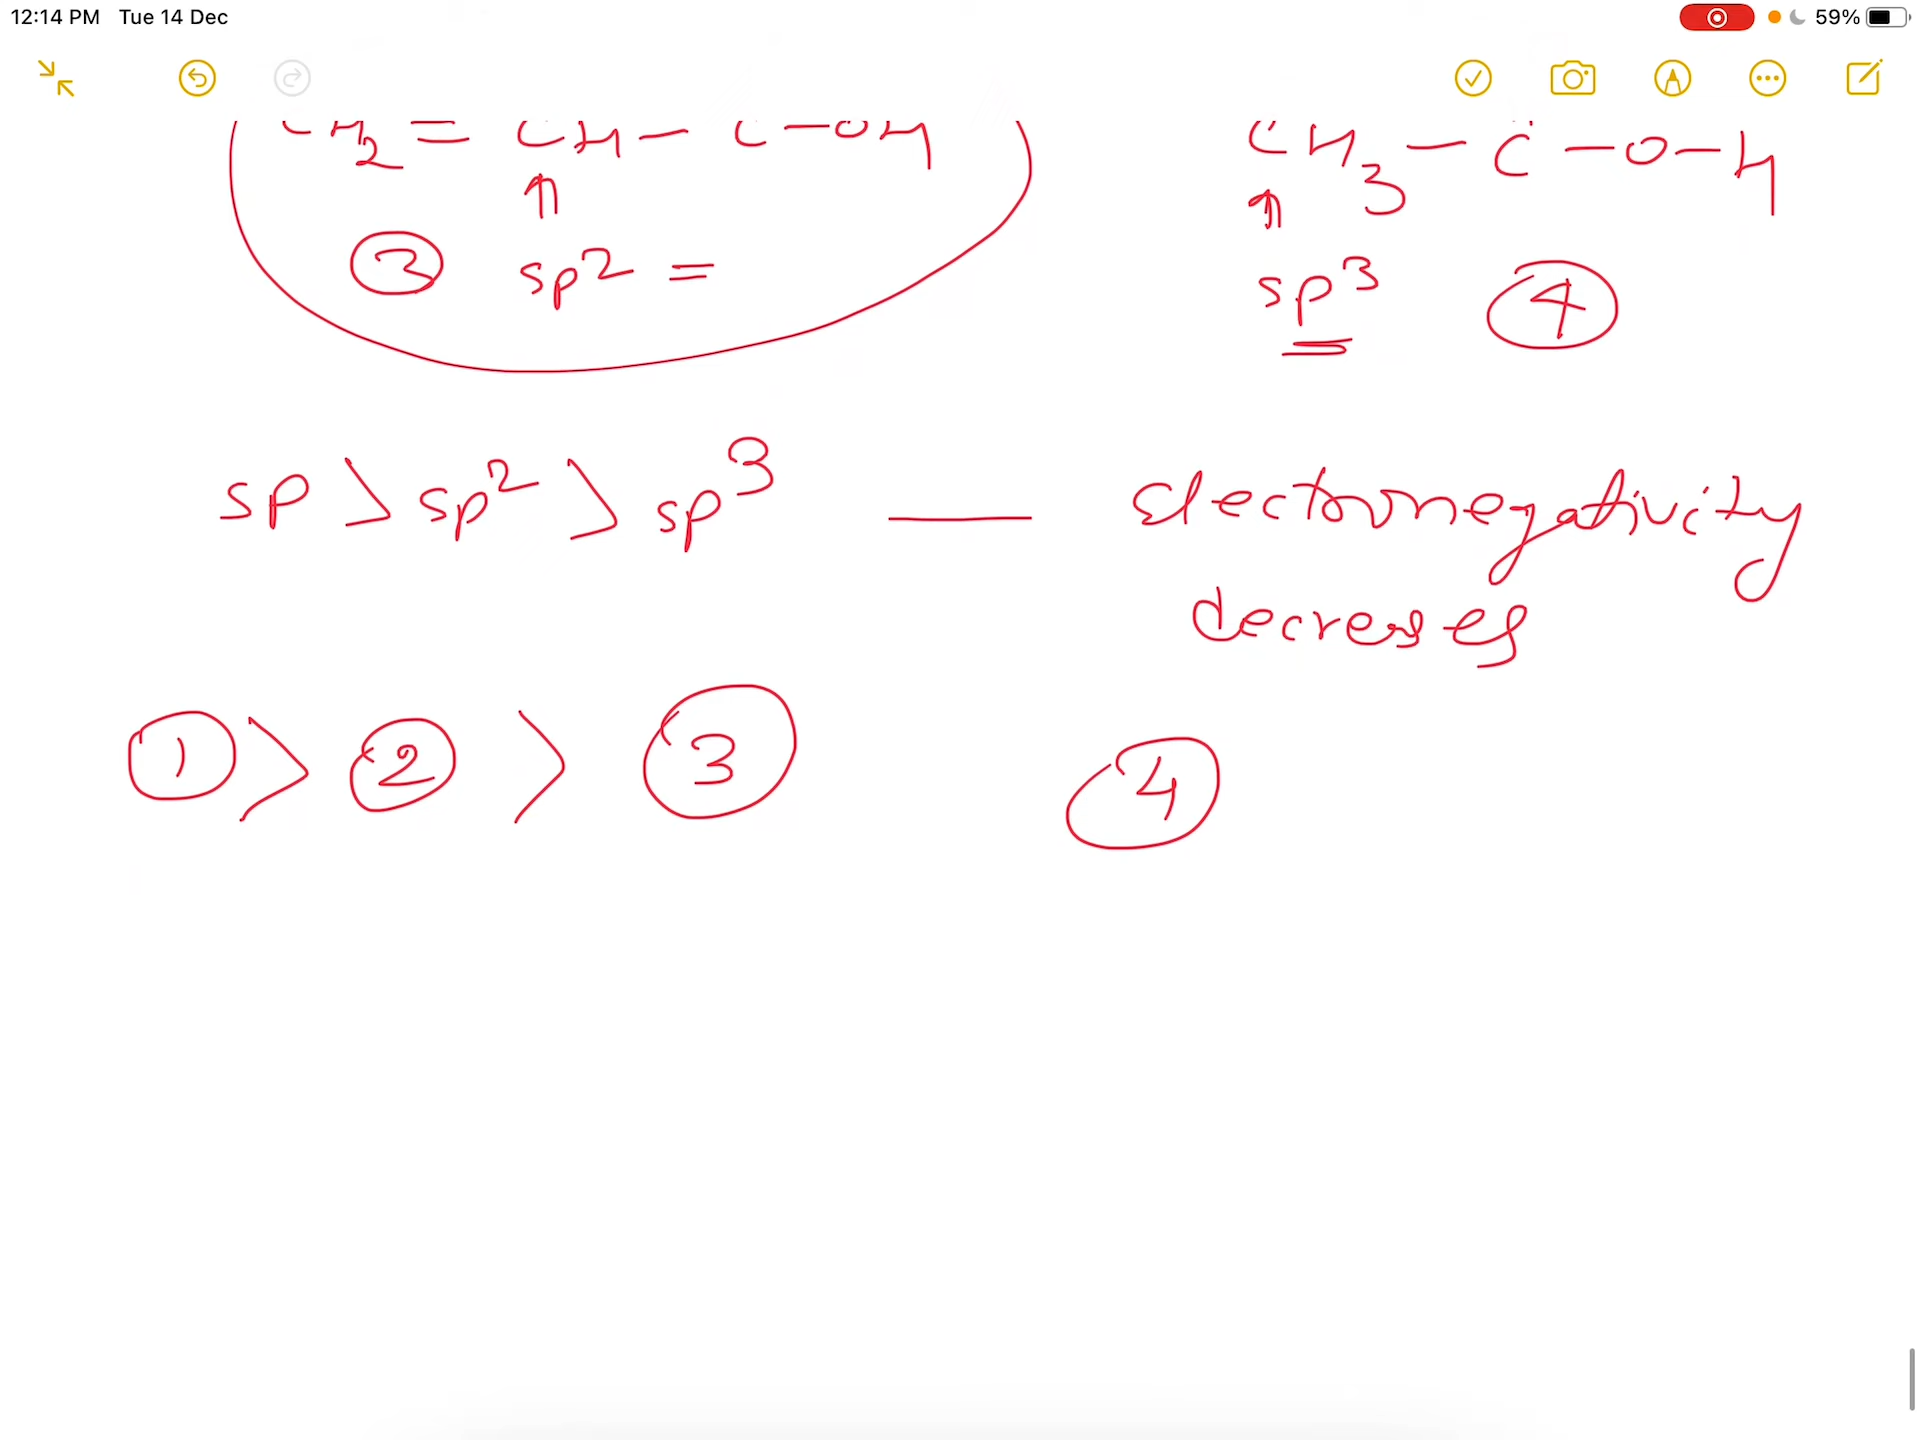 12:14 PM Tue 14 Dec 59%
CH2 = CH - C - OH
CH3 - C - O - H
3 sp2 =
sp3 4
sp > sp2 > sp3 — electronegativity
decreses
1 > 2 > 3 4